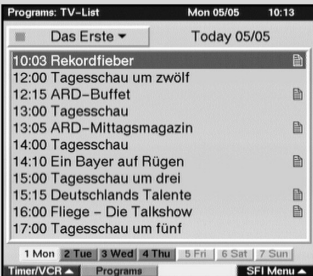 Programs: TV-List Mon 05/05 10:13
Das Erste Today 05/05
10:03 Rekordfieber
12:00 Tagesschau um zwölf
12:15 ARD-Buffet
13:00 Tagesschau
13:05 ARD-Mittagsmagazin
14:00 Tagesschau
14:10 Ein Bayer auf Rügen
15:00 Tagesschau um drei
15:15 Deutschlands Talente
16:00 Fliege - Die Talkshow
17:00 Tagesschau um fünf
1 Mon 2 Tue 3 Wed 4 Thu 5 Fri 6 Sat 7 Sun
Timer/VCR Programs SFI Menu